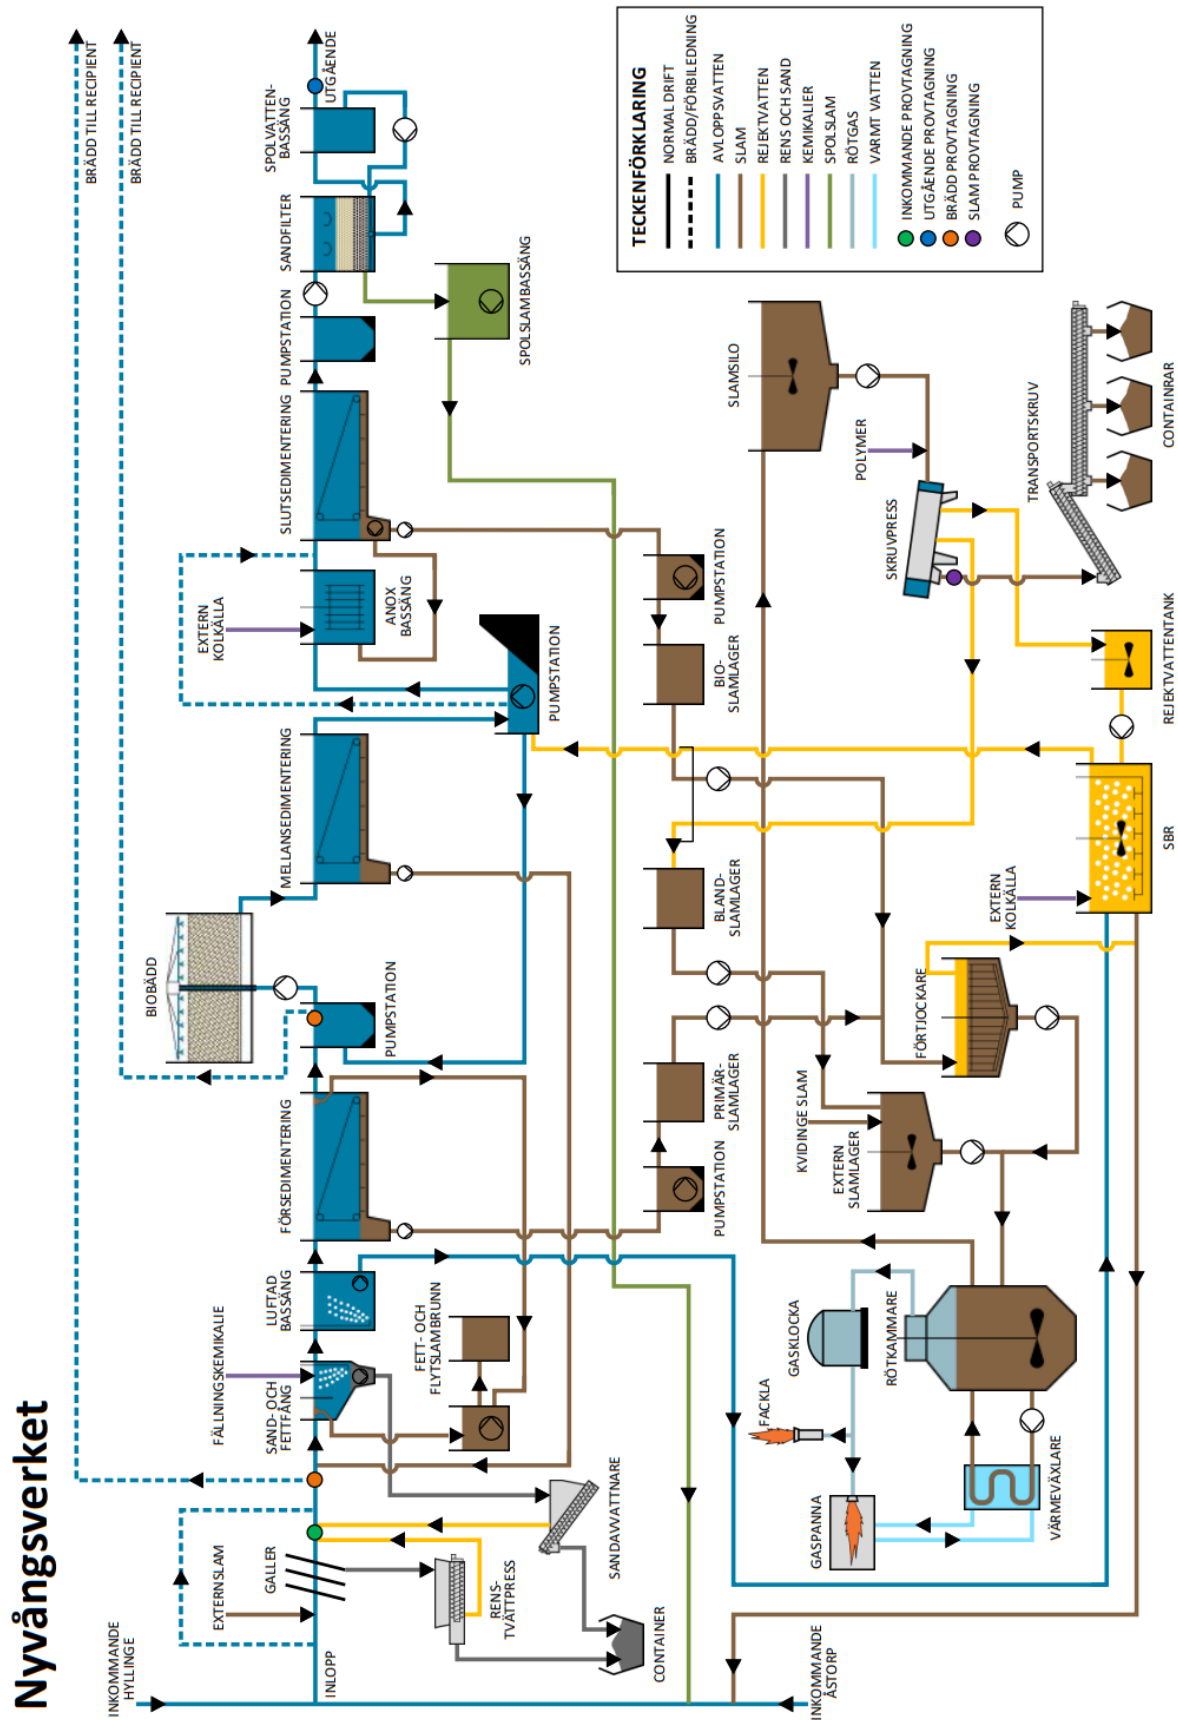 Nyvångsverket
BRÄDD TILL RECIPIENT
BRÄDD TILL RECIPIENT
INKOMMANDE
HYLLINGE
INLOPP
EXTERNSLAM
GALLER
FÄLLNINGSKEMIKALIE
SAND- OCH
FETTFÅNG
LUFTAD
BASSÄNG
FÖRSEDIMENTERING
BIOBÄDD
PUMPSTATION
MELLANSEDIMENTERING
EXTERN
KOLKÄLLA
ANOX
BASSÄNG
PUMPSTATION
SLUTSEDIMENTERING
PUMPSTATION
SANDFILTER
SPOLVATTEN-
BASSÄNG
UTGÅENDE
SPOLSLAMBASSÄNG
RENS-
TVÄTTPRESS
SANDAVVATTNARE
CONTAINER
INKOMMANDE
ÅSTORP
FETT- OCH
FLYTSLAMBRUNN
PUMPSTATION
PRIMÄR-
SLAMLAGER
BLAND-
SLAMLAGER
BIO-
SLAMLAGER
PUMPSTATION
GASPANNA
FACKLA
GASKLOCKA
RÖTKAMMARE
VÄRMEVÄXLARE
KVIDINGE SLAM
EXTERN
SLAMLAGER
FÖRTJOCKARE
EXTERN
KOLKÄLLA
SBR
REJEKTVATTENTANK
SKRUVPRESS
POLYMER
SLAMSILO
TRANSPORTSKRUV
CONTAINRAR
TECKENFÖRKLARING
NORMAL DRIFT
BRÄDD/FÖRBILEDNING
AVLOPPSVATTEN
SLAM
REJEKTVATTEN
RENS OCH SAND
KEMIKALIER
SPOLSLAM
RÖTGAS
VARMT VATTEN
INKOMMANDE PROVTAGNING
UTGÅENDE PROVTAGNING
BRÄDD PROVTAGNING
SLAM PROVTAGNING
PUMP